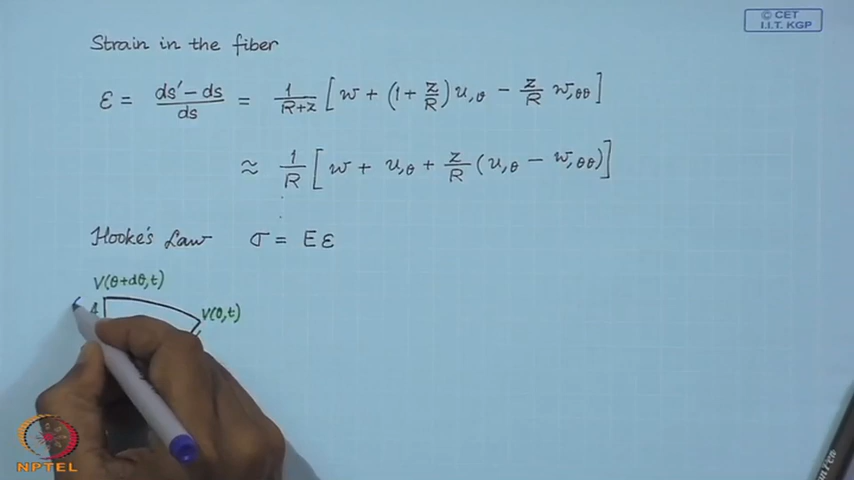 © CET
I.I.T. KGP
Strain in the fiber
ε = (ds' − ds)/ds = 1/(R+z) [w + (1 + z/R) u,θ − z/R w,θθ]
≈ 1/R [w + u,θ + z/R (u,θ − w,θθ)]
Hooke's Law σ = Eε
V(θ+dθ,t)
V(θ,t)
NPTEL